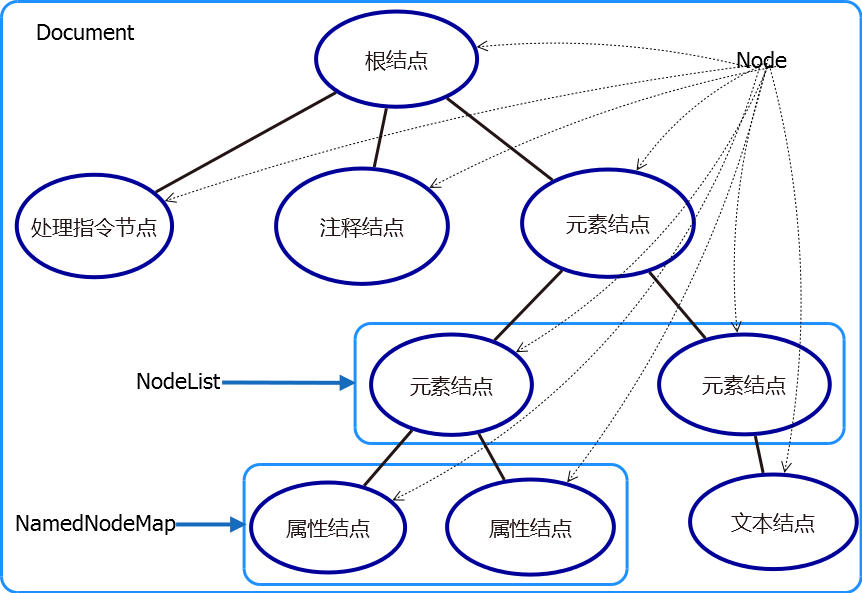 Document
根结点
Node
处理指令节点
注释结点
元素结点
NodeList
元素结点
元素结点
NamedNodeMap
属性结点
属性结点
文本结点